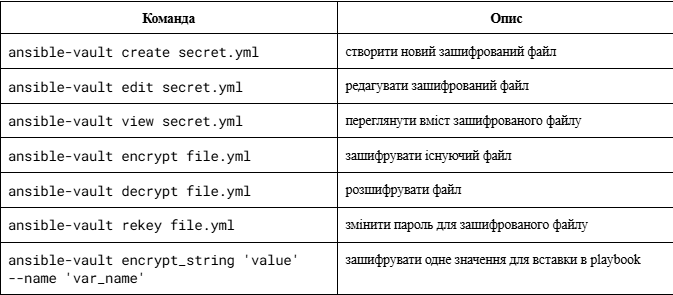 Команда Опис
ansible-vault create secret.yml створити новий зашифрований файл
ansible-vault edit secret.yml редагувати зашифрований файл
ansible-vault view secret.yml переглянути вміст зашифрованого файлу
ansible-vault encrypt file.yml зашифрувати існуючий файл
ansible-vault decrypt file.yml розшифрувати файл
ansible-vault rekey file.yml змінити пароль для зашифрованого файлу
ansible-vault encrypt_string 'value' зашифрувати одне значення для вставки в playbook
--name 'var_name'